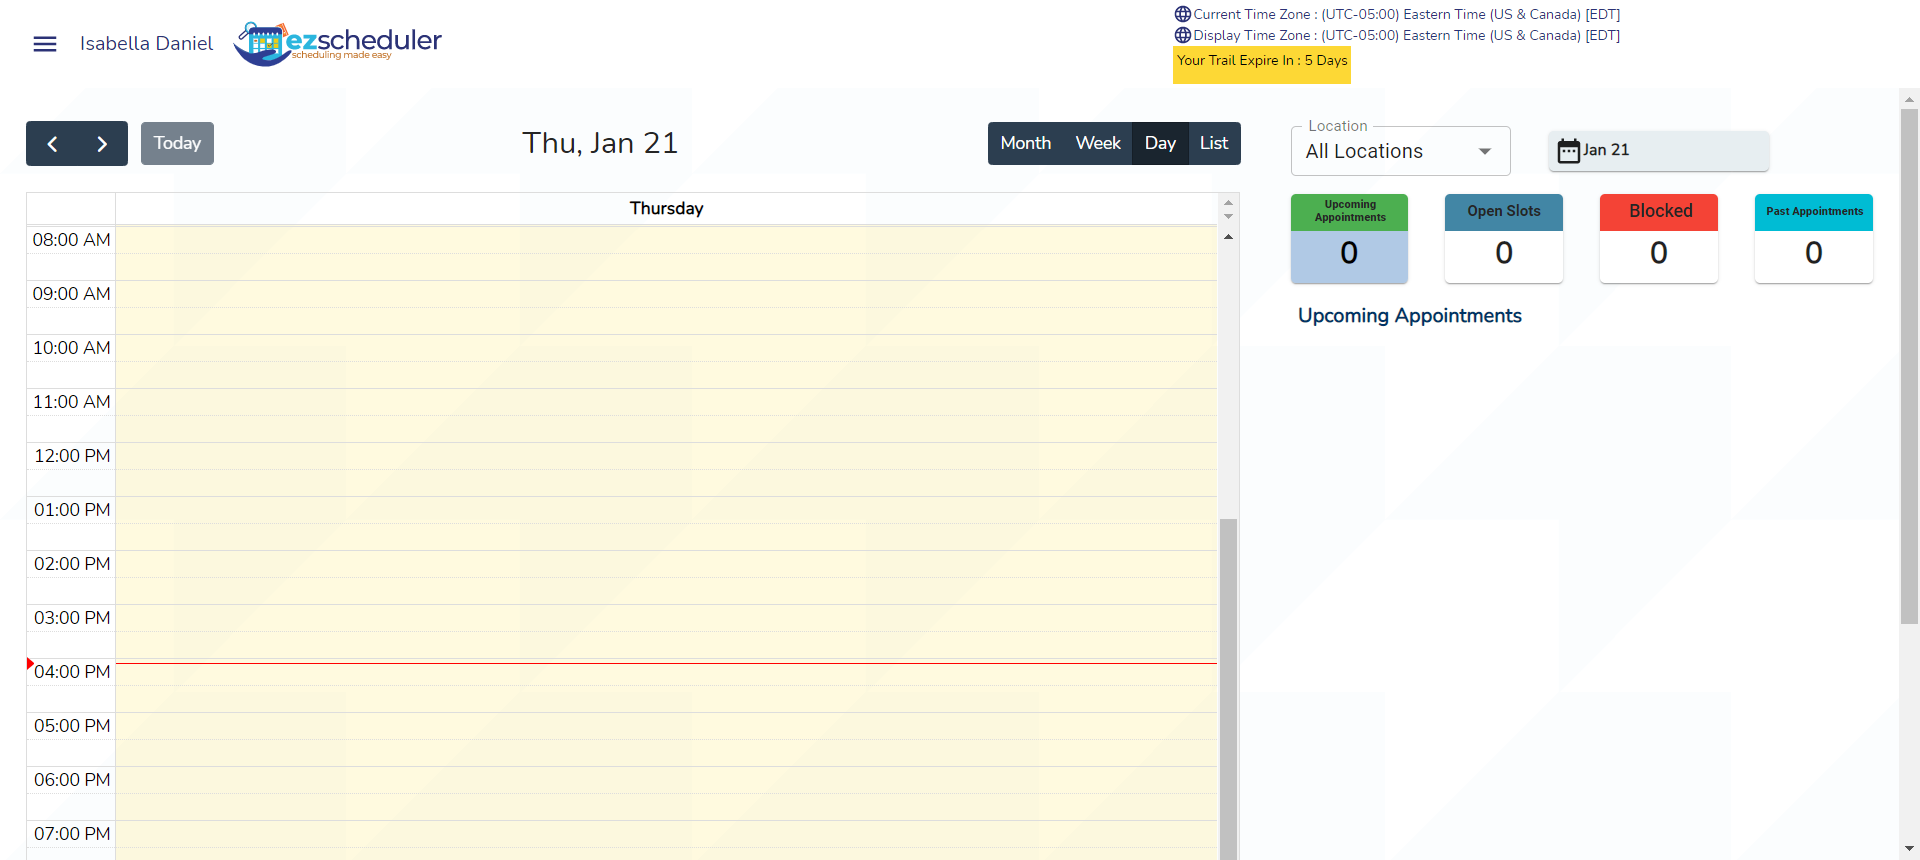 Isabella Daniel
ezscheduler
scheduling made easy
Current Time Zone : (UTC-05:00) Eastern Time (US & Canada) [EDT]
Display Time Zone : (UTC-05:00) Eastern Time (US & Canada) [EDT]
Your Trail Expire In : 5 Days
Today
Thu, Jan 21
Month Week Day List
Location
All Locations
Jan 21
Thursday
08:00 AM
09:00 AM
10:00 AM
11:00 AM
12:00 PM
01:00 PM
02:00 PM
03:00 PM
04:00 PM
05:00 PM
06:00 PM
07:00 PM
Upcoming
Appointments
0
Open Slots
0
Blocked
0
Past Appointments
0
Upcoming Appointments